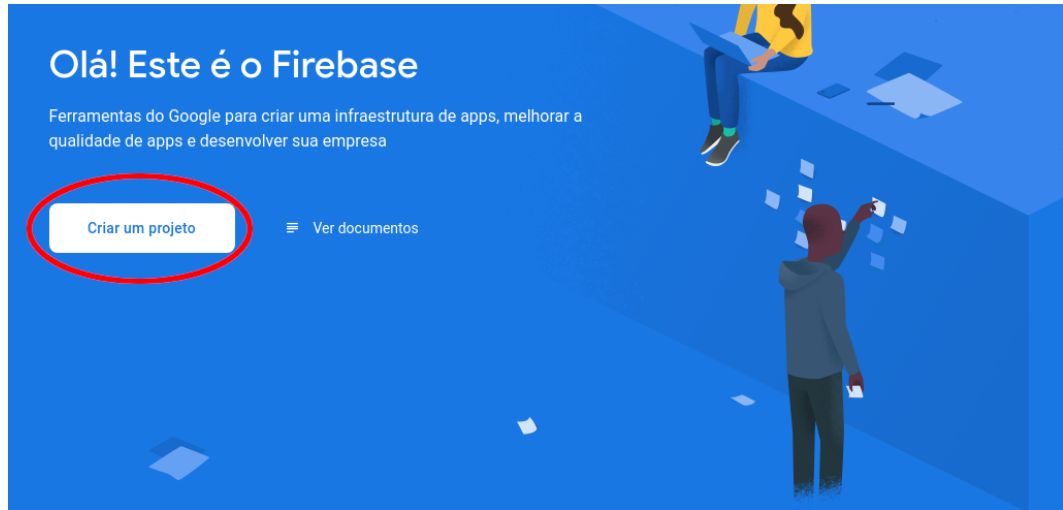 Olá! Este é o Firebase
Ferramentas do Google para criar uma infraestrutura de apps, melhorar a
qualidade de apps e desenvolver sua empresa
Criar um projeto
Ver documentos